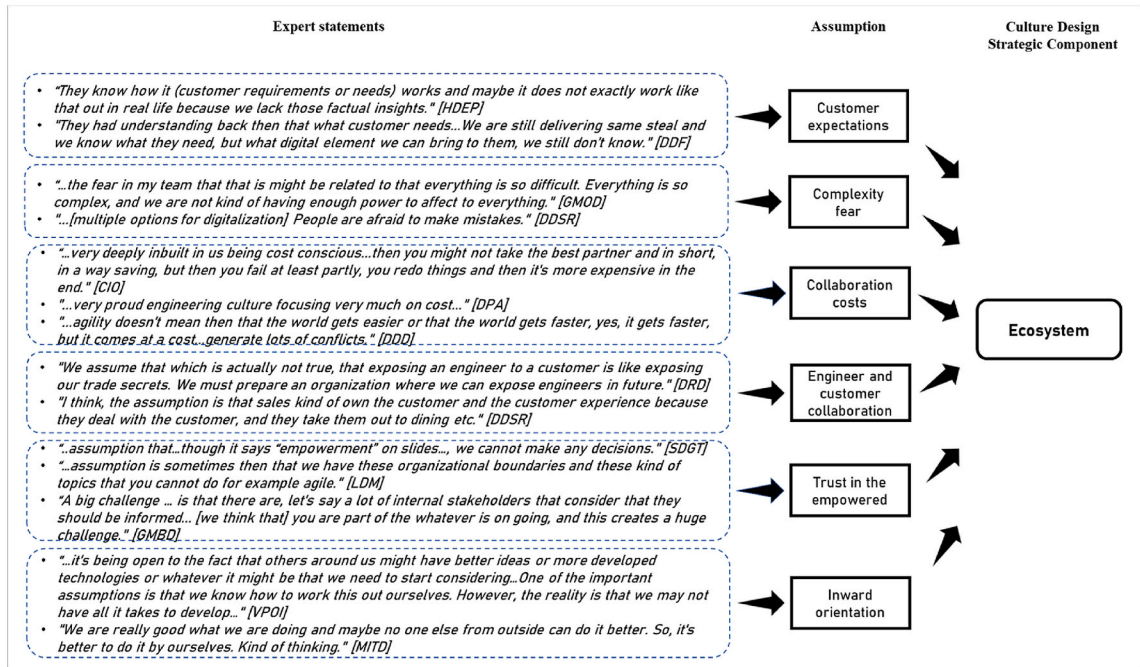 Expert statements
Assumption
Culture Design
Strategic Component
• "They know how it (customer requirements or needs) works and maybe it does not exactly work like
that out in real life because we lack those factual insights." [HDEP]
• "They had understanding back then that what customer needs...We are still delivering same steal and
we know what they need, but what digital element we can bring to them, we still don't know." [DDF]
Customer
expectations
• "...the fear in my team that that is might be related to that everything is so difficult. Everything is so
complex, and we are not kind of having enough power to affect to everything." [GMOD]
• "...[multiple options for digitalization] People are afraid to make mistakes." [DDSR]
Complexity
fear
• "...very deeply inbuilt in us being cost conscious...then you might not take the best partner and in short,
in a way saving, but then you fail at least partly, you redo things and then it's more expensive in the
end." [CIO]
• "...very proud engineering culture focusing very much on cost..." [DPA]
• "...agility doesn't mean then that the world gets easier or that the world gets faster, yes, it gets faster,
but it comes at a cost...generate lots of conflicts." [DDD]
Collaboration
costs
Ecosystem
• "We assume that which is actually not true, that exposing an engineer to a customer is like exposing
our trade secrets. We must prepare an organization where we can expose engineers in future." [DRD]
• "I think, the assumption is that sales kind of own the customer and the customer experience because
they deal with the customer, and they take them out to dining etc." [DDSR]
Engineer and
customer
collaboration
• "..assumption that...though it says "empowerment" on slides..., we cannot make any decisions." [SDGT]
• "...assumption is sometimes then that we have these organizational boundaries and these kind of
topics that you cannot do for example agile." [LDM]
• "A big challenge ... is that there are, let's say a lot of internal stakeholders that consider that they
should be informed... [we think that] you are part of the whatever is on going, and this creates a huge
challenge." [GMBD]
Trust in the
empowered
• "...it's being open to the fact that others around us might have better ideas or more developed
technologies or whatever it might be that we need to start considering...One of the important
assumptions is that we know how to work this out ourselves. However, the reality is that we may not
have all it takes to develop..." [VPOI]
• "We are really good what we are doing and maybe no one else from outside can do it better. So, it's
better to do it by ourselves. Kind of thinking." [MITD]
Inward
orientation